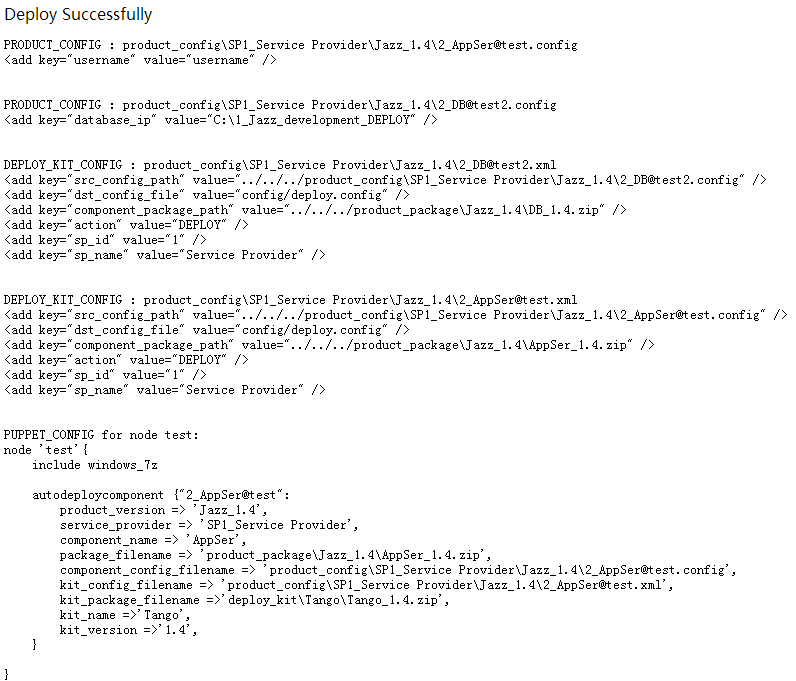 Deploy Successfully
PRODUCT_CONFIG : product_config\SP1_Service Provider\Jazz_1.4\2_AppSer@test.config
<add key="username" value="username" />
PRODUCT_CONFIG : product_config\SP1_Service Provider\Jazz_1.4\2_DB@test2.config
<add key="database_ip" value="C:\1_Jazz_development_DEPLOY" />
DEPLOY_KIT_CONFIG : product_config\SP1_Service Provider\Jazz_1.4\2_DB@test2.xml
<add key="src_config_path" value="../../../product_config\SP1_Service Provider\Jazz_1.4\2_DB@test2.config" />
<add key="dst_config_file" value="config/deploy.config" />
<add key="component_package_path" value="../../../product_package\Jazz_1.4\DB_1.4.zip" />
<add key="action" value="DEPLOY" />
<add key="sp_id" value="1" />
<add key="sp_name" value="Service Provider" />
DEPLOY_KIT_CONFIG : product_config\SP1_Service Provider\Jazz_1.4\2_AppSer@test.xml
<add key="src_config_path" value="../../../product_config\SP1_Service Provider\Jazz_1.4\2_AppSer@test.config" />
<add key="dst_config_file" value="config/deploy.config" />
<add key="component_package_path" value="../../../product_package\Jazz_1.4\AppSer_1.4.zip" />
<add key="action" value="DEPLOY" />
<add key="sp_id" value="1" />
<add key="sp_name" value="Service Provider" />
PUPPET_CONFIG for node test:
node 'test'{
    include windows_7z
    autodeploycomponent {"2_AppSer@test":
        product_version => 'Jazz_1.4',
        service_provider => 'SP1_Service Provider',
        component_name => 'AppSer',
        package_filename => 'product_package\Jazz_1.4\AppSer_1.4.zip',
        component_config_filename => 'product_config\SP1_Service Provider\Jazz_1.4\2_AppSer@test.config',
        kit_config_filename => 'product_config\SP1_Service Provider\Jazz_1.4\2_AppSer@test.xml',
        kit_package_filename =>'deploy_kit\Tango\Tango_1.4.zip',
        kit_name =>'Tango',
        kit_version =>'1.4',
    }
}